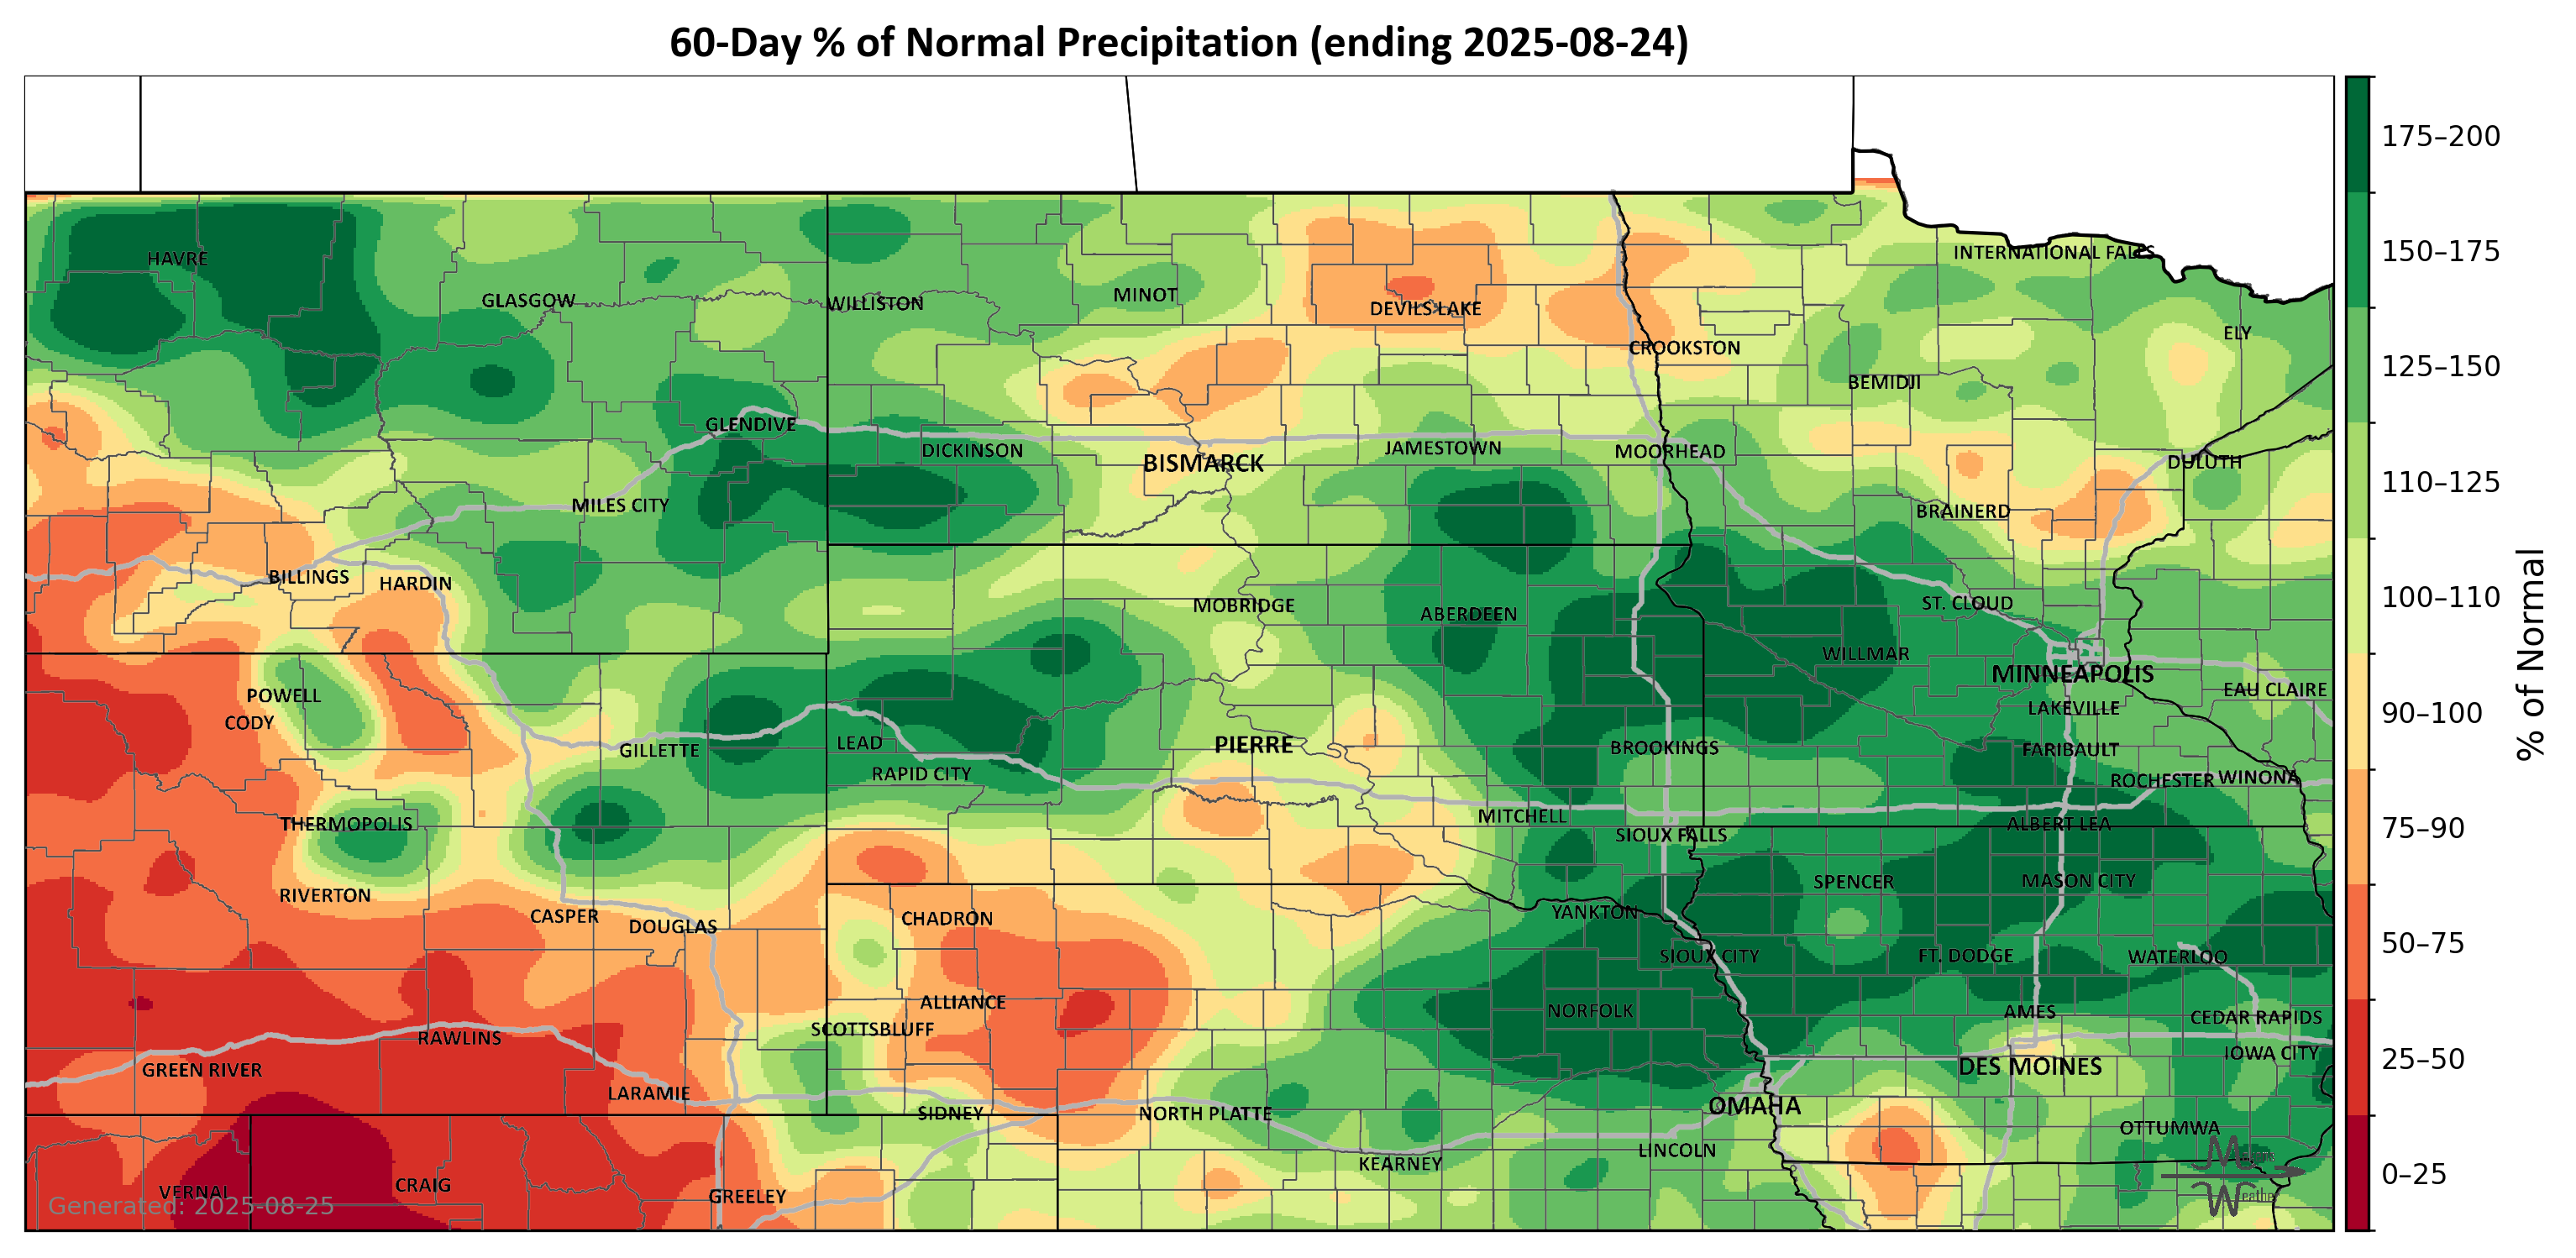 60-Day % of Normal Precipitation (ending 2025-08-24)
175–200
INTERNATIONAL FALLS
150–175
HAVRE
MINOT
GLASGOW
WILLISTON
DEVILS LAKE
ELY
CROOKSTON
125–150
BEMIDJI
GLENDIVE
DICKINSON
JAMESTOWN
MOORHEAD
BISMARCK
DULUTH
110–125
MILES CITY
BRAINERD
BILLINGS
HARDIN
100–110
MOBRIDGE
ST. CLOUD
ABERDEEN
WILLMAR
MINNEAPOLIS
POWELL
EAU CLAIRE
LAKEVILLE
90–100
CODY
LEAD
PIERRE
GILLETTE
BROOKINGS
FARIBAULT
% of Normal
RAPID CITY
ROCHESTER
WINONA
MITCHELL
THERMOPOLIS
ALBERT LEA
75–90
SIOUX FALLS
RIVERTON
SPENCER
MASON CITY
CASPER
DOUGLAS
CHADRON
YANKTON
50–75
SIOUX CITY
FT. DODGE
WATERLOO
ALLIANCE
NORFOLK
AMES
CEDAR RAPIDS
SCOTTSBLUFF
RAWLINS
IOWA CITY
25–50
GREEN RIVER
DES MOINES
LARAMIE
OMAHA
SIDNEY
NORTH PLATTE
OTTUMWA
LINCOLN
KEARNEY
0–25
CRAIG
VERNAL
GREELEY
Generated: 2025-08-25